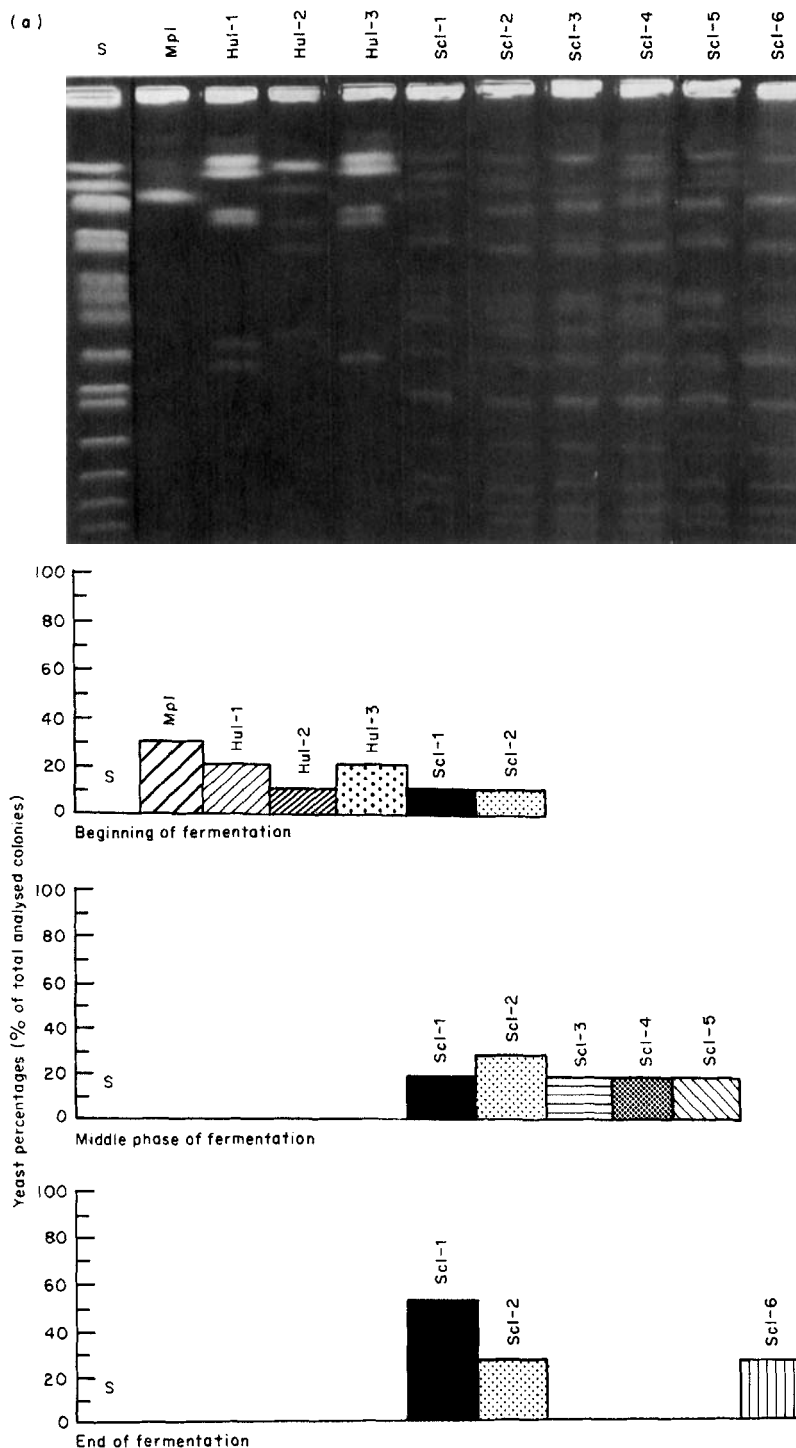 (a)
S Mpl Hul-1 Hul-2 Hul-3 Scl-1 Scl-2 Scl-3 Scl-4 Scl-5 Scl-6
Yeast percentages (% of total analysed colonies)
100
80
60
40
20
0
S Mpl Hul-1 Hul-2 Hul-3 Scl-1 Scl-2
Beginning of fermentation
100
80
60
40
20
0
S Scl-1 Scl-2 Scl-3 Scl-4 Scl-5
Middle phase of fermentation
100
80
60
40
20
0
S Scl-1 Scl-2 Scl-6
End of fermentation